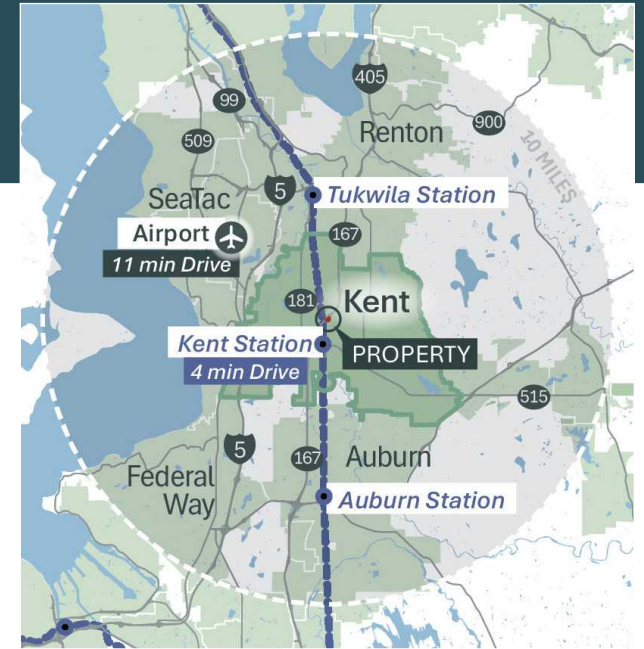 405
99
900
509
Renton
10 MILES
SeaTac
5
Tukwila Station
Airport
167
11 min Drive
181
Kent
Kent Station
PROPERTY
4 min Drive
515
5
167
Auburn
Federal
Way
Auburn Station